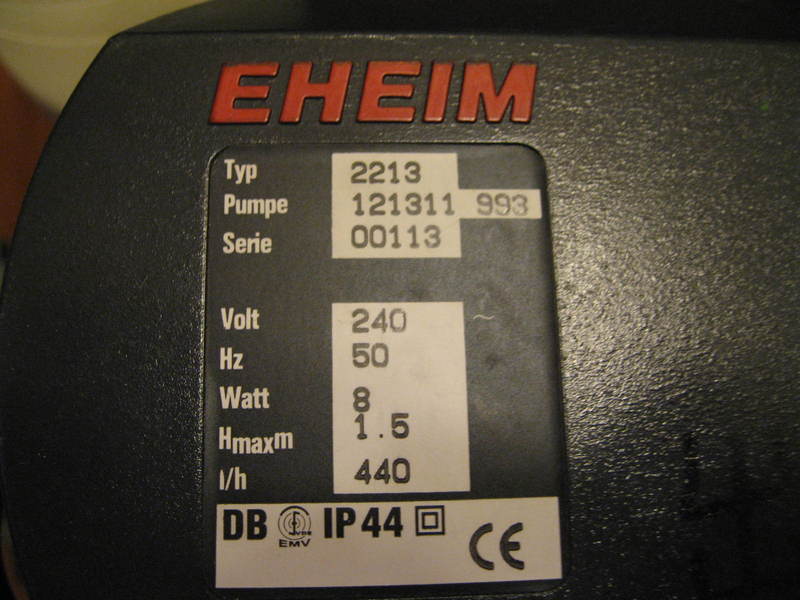 EHEIM
Typ 2213
Pumpe 121311 993
Serie 00113
Volt 240 ~
Hz 50
Watt 8
Hmaxm 1.5
l/h 440
DB IP44 CE
EMV